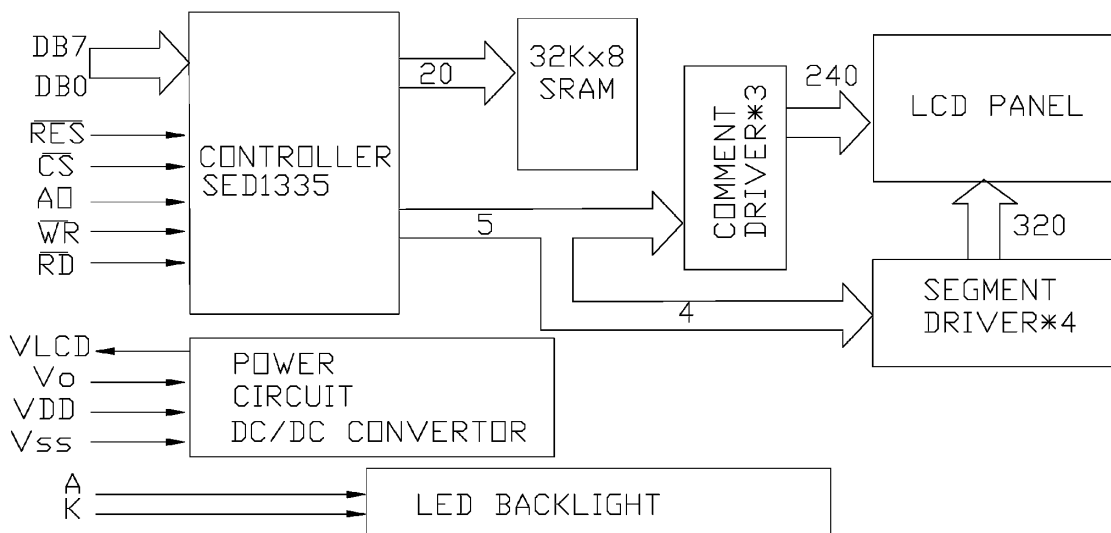 DB7
DB0
RES
CS
A0
WR
RD
CONTROLLER
SED1335
20
32Kx8
SRAM
5
COMMENT
DRIVER*3
240
LCD PANEL
320
4
SEGMENT
DRIVER*4
VLCD
Vo
VDD
Vss
POWER
CIRCUIT
DC/DC CONVERTOR
A
K
LED BACKLIGHT